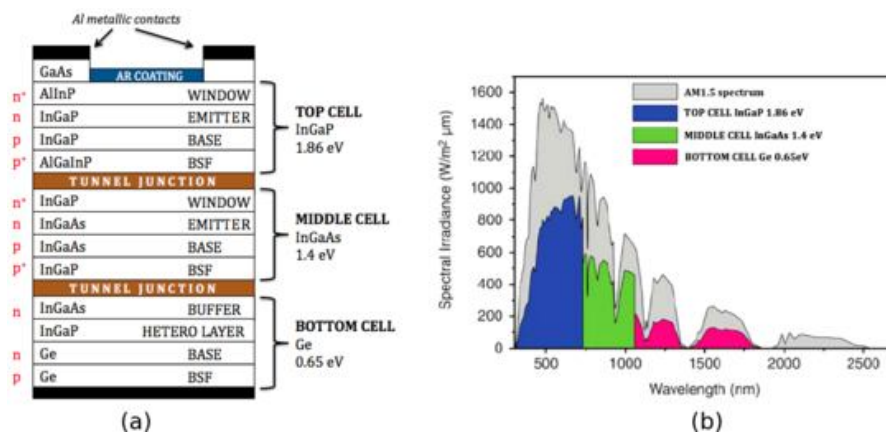 Al metallic contacts
GaAs
AR COATING
n⁺ AlInP WINDOW
n InGaP EMITTER
p InGaP BASE
p⁺ AlGaInP BSF
TOP CELL
InGaP
1.86 eV
TUNNEL JUNCTION
n⁺ InGaP WINDOW
n InGaAs EMITTER
p InGaAs BASE
p⁺ InGaP BSF
MIDDLE CELL
InGaAs
1.4 eV
TUNNEL JUNCTION
n InGaAs BUFFER
InGaP HETERO LAYER
n Ge BASE
p Ge BSF
BOTTOM CELL
Ge
0.65 eV
(a)
Spectral Irradiance (W/m² µm)
1600
1400
1200
1000
800
600
400
200
0
AM1.5 spectrum
TOP CELL InGaP 1.86 eV
MIDDLE CELL InGaAs 1.4 eV
BOTTOM CELL Ge 0.65eV
500 1000 1500 2000 2500
Wavelength (nm)
(b)